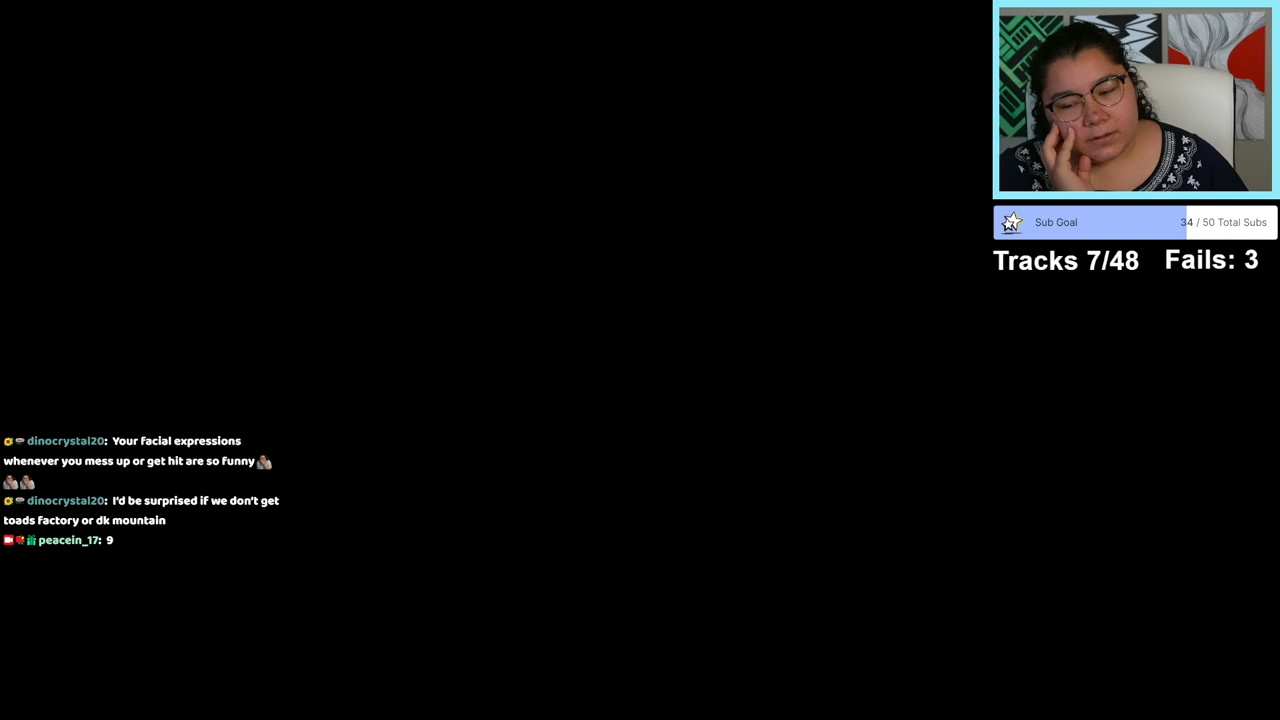 Sub Goal
34 / 50 Total Subs
Tracks 7/48 Fails: 3
dinocrystal20: Your facial expressions
whenever you mess up or get hit are so funny
dinocrystal20: I'd be surprised if we don't get
toads factory or dk mountain
peacein_17: 9